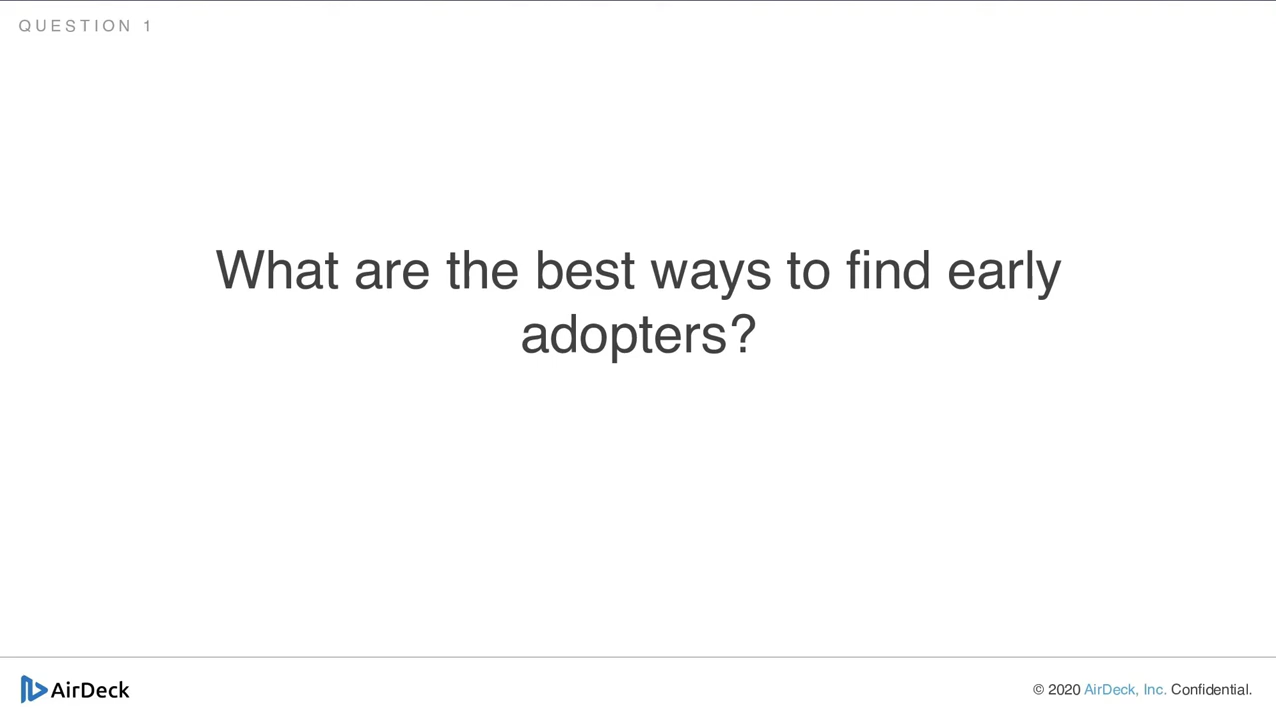 QUESTION 1
What are the best ways to find early
adopters?
AirDeck
© 2020 AirDeck, Inc. Confidential.